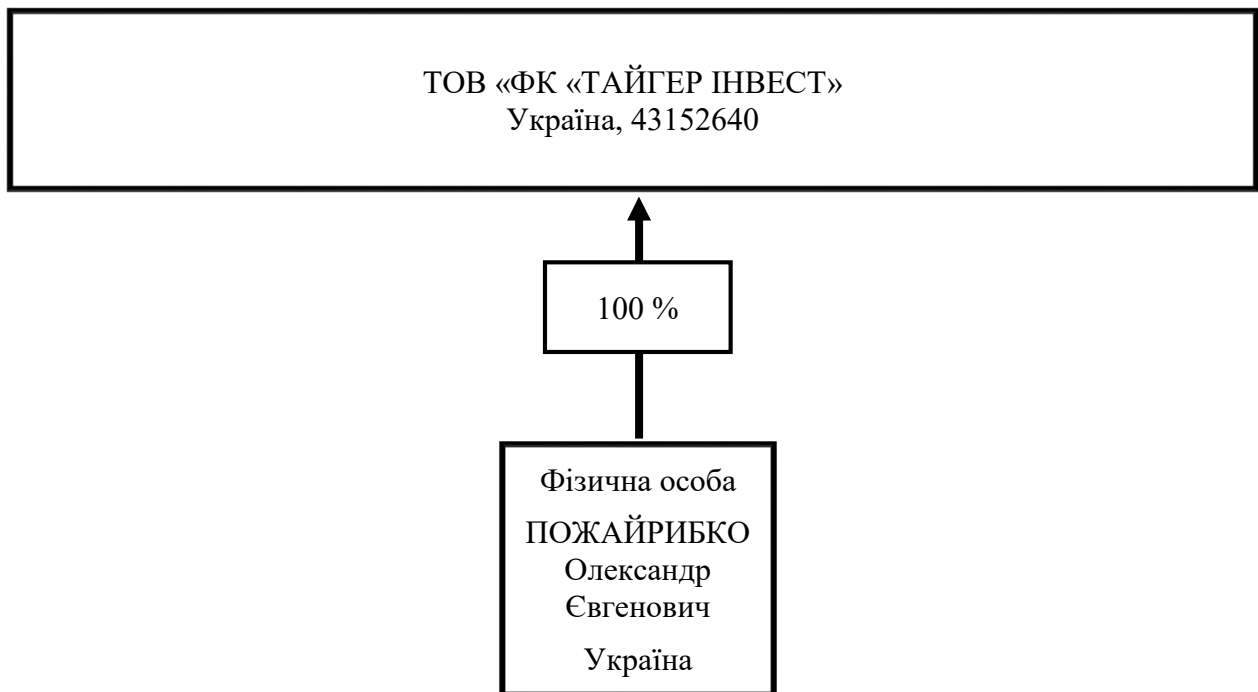 ТОВ «ФК «ТАЙГЕР ІНВЕСТ»
Україна, 43152640
100 %
Фізична особа
ПОЖАЙРИБКО
Олександр
Євгенович
Україна